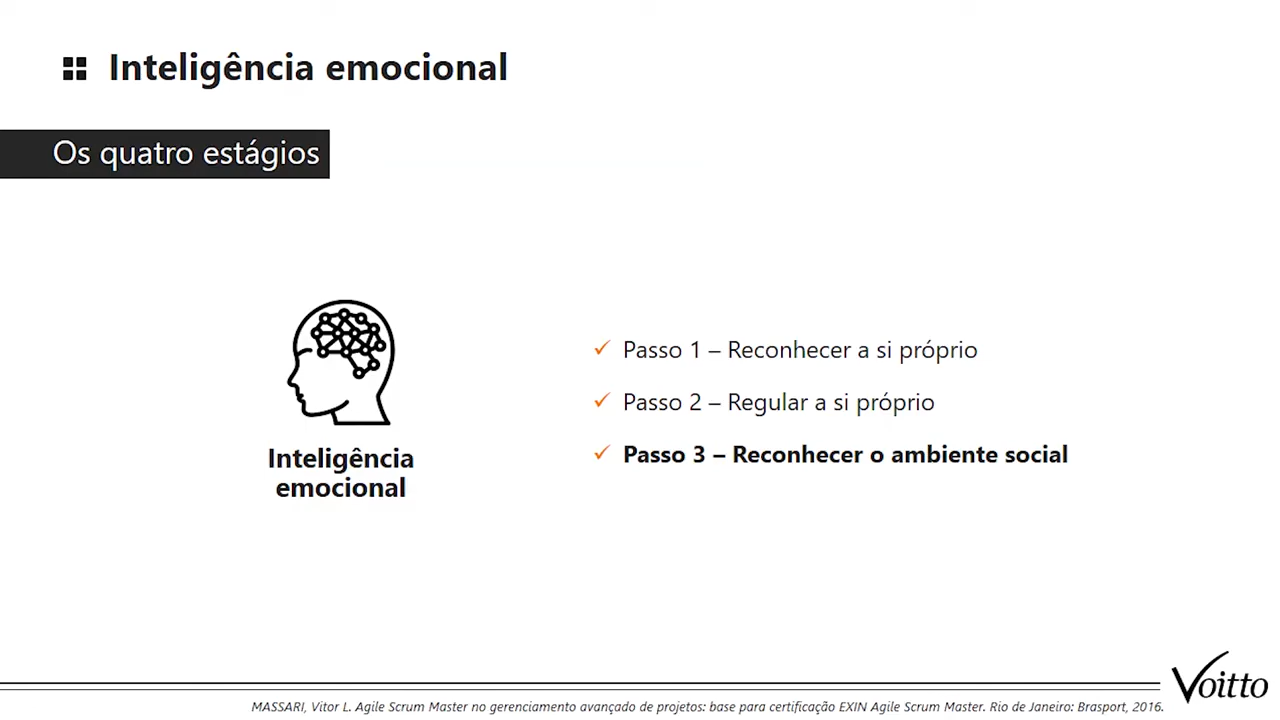 Inteligência emocional
Os quatro estágios
Inteligência
emocional
✓ Passo 1 – Reconhecer a si próprio
✓ Passo 2 – Regular a si próprio
✓ Passo 3 – Reconhecer o ambiente social
Voitto
MASSARI, Vitor L. Agile Scrum Master no gerenciamento avançado de projetos: base para certificação EXIN Agile Scrum Master. Rio de Janeiro: Brasport, 2016.